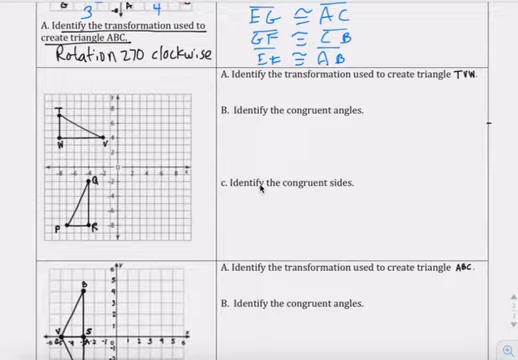 G 3 A 4
A. Identify the transformation used to
create triangle ABC.
Rotation 270 clockwise
EG ≅ AC
GF ≅ CB
EF ≅ AB
A. Identify the transformation used to create triangle TVW.
B. Identify the congruent angles.
c. Identify the congruent sides.
T
W
V
Q
P
R
A. Identify the transformation used to create triangle ABC.
B. Identify the congruent angles.
B
V
S